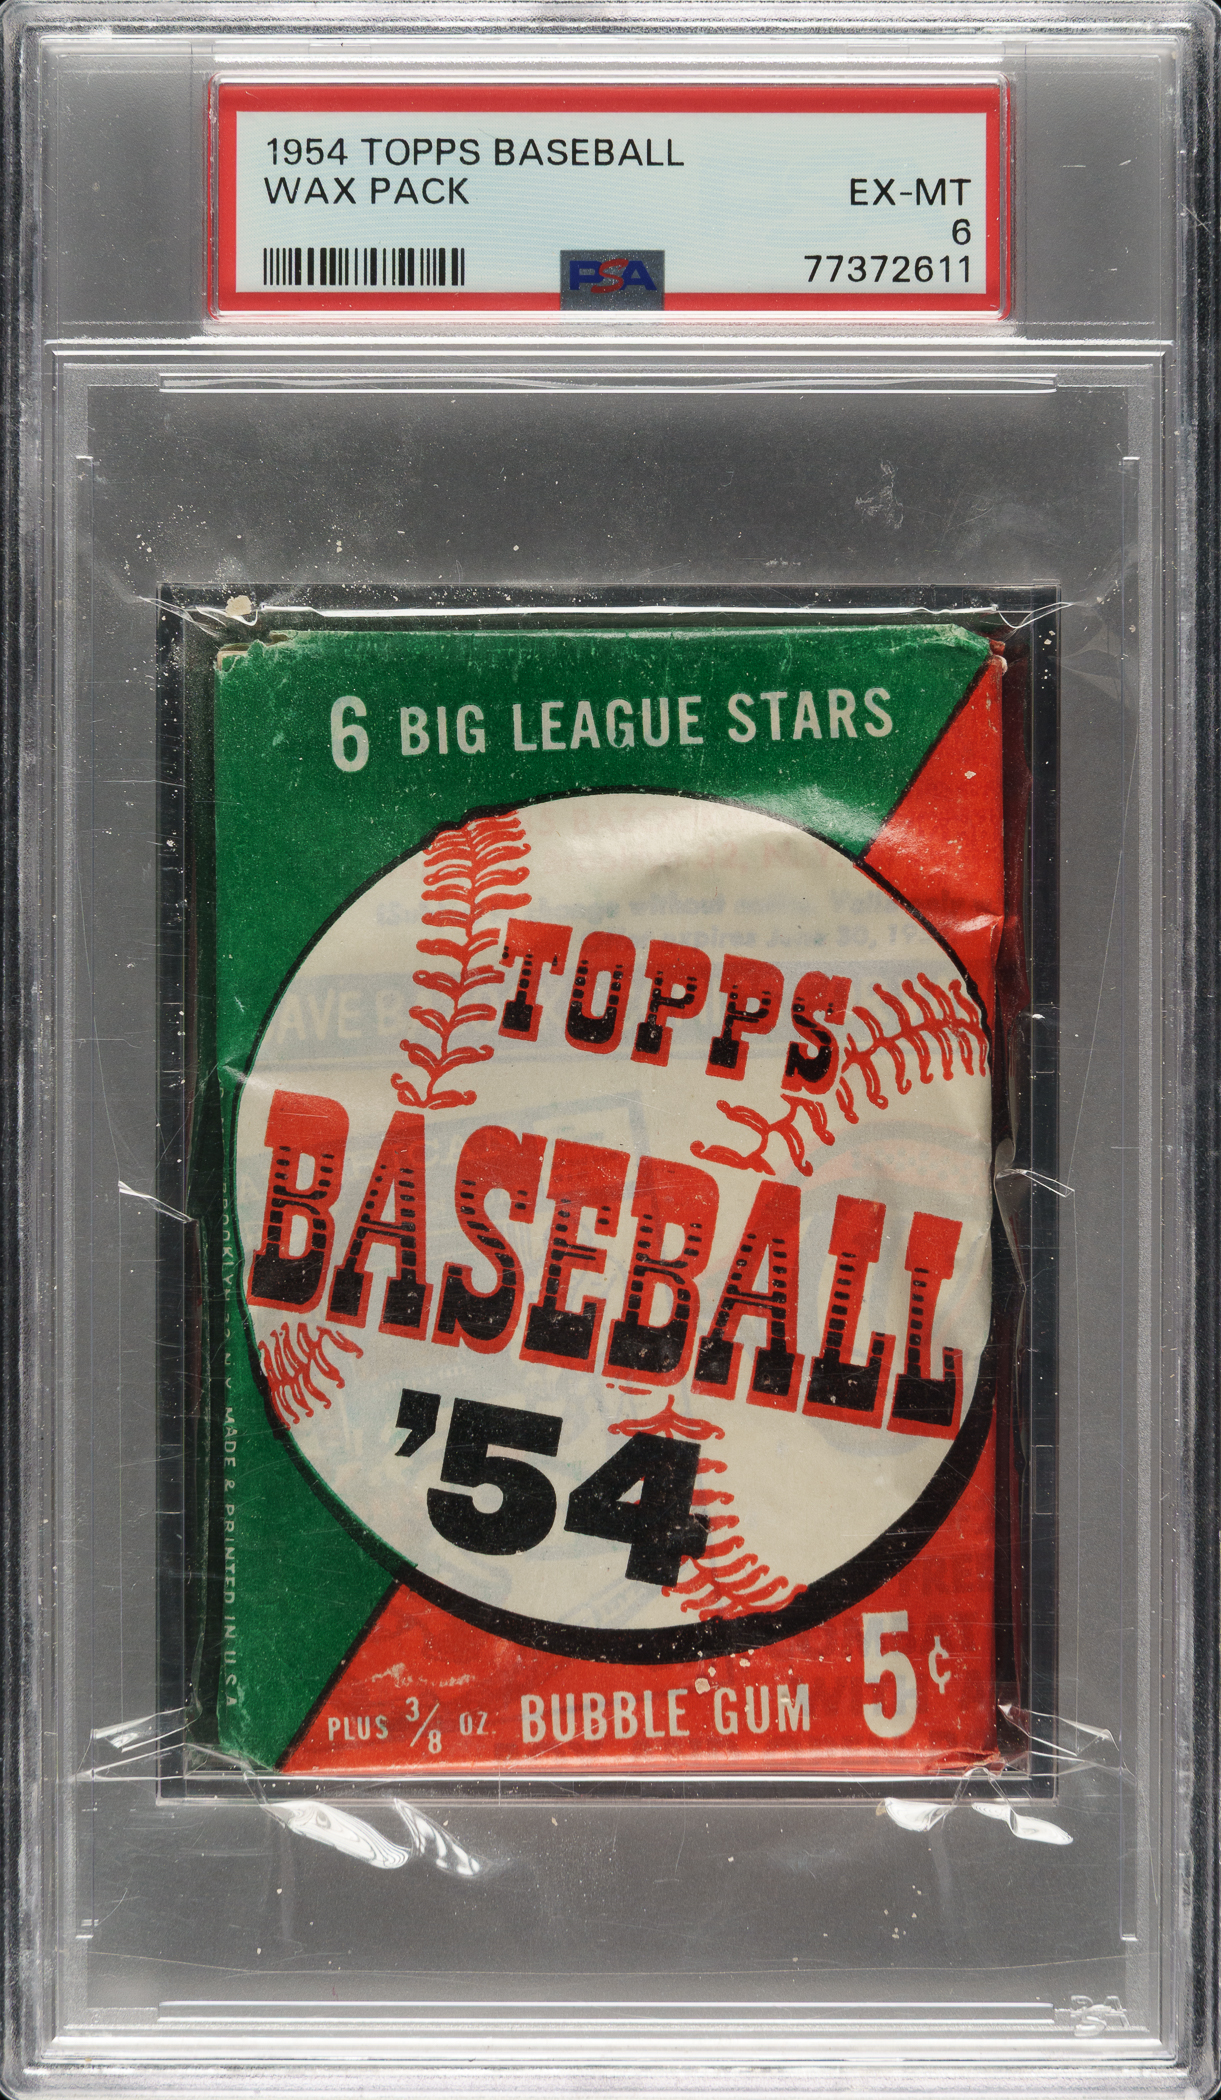 1954 TOPPS BASEBALL
WAX PACK
EX-MT
6
PSA
77372611
6 BIG LEAGUE STARS
TOPPS
BASEBALL
'54
MADE & PRINTED IN U.S.A.
5¢
PLUS 3/8 OZ. BUBBLE GUM
PSA